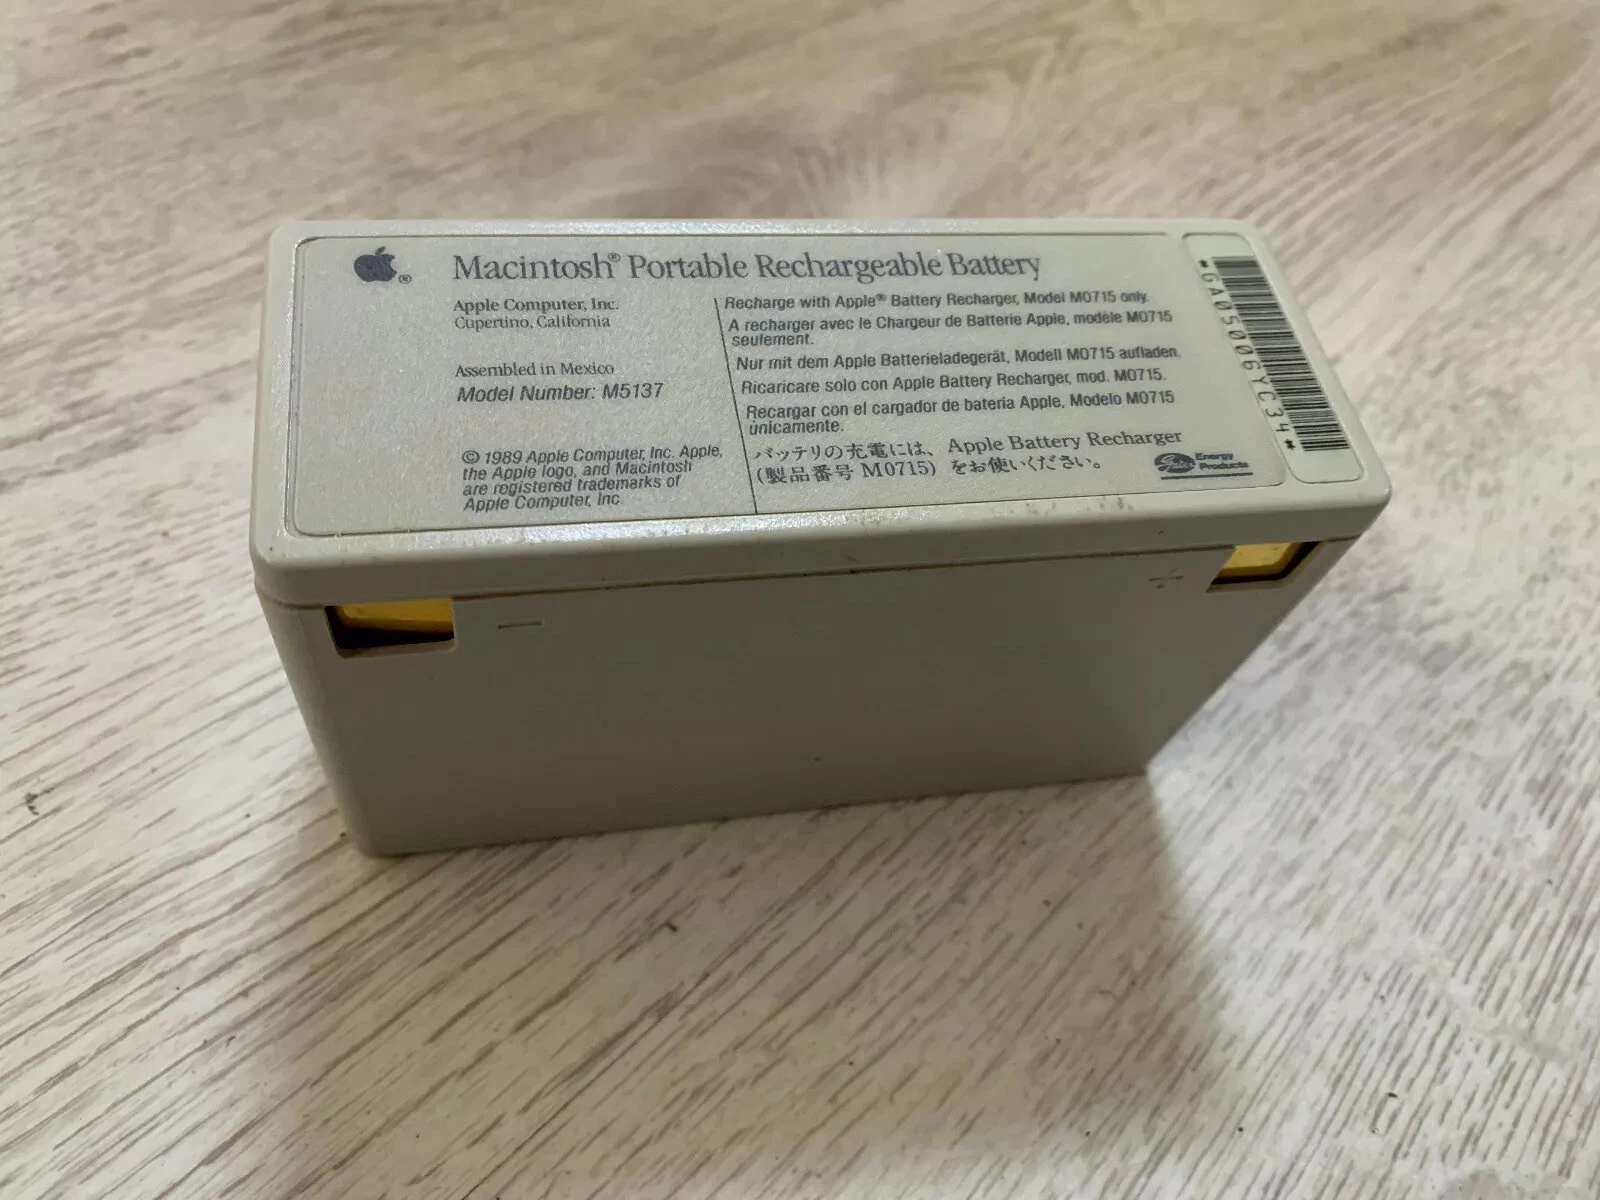 Macintosh® Portable Rechargeable Battery
Apple Computer, Inc.
Cupertino, California
Assembled in Mexico
Model Number: M5137
© 1989 Apple Computer, Inc. Apple,
the Apple logo, and Macintosh
are registered trademarks of
Apple Computer, Inc.
Recharge with Apple® Battery Recharger, Model M0715 only.
A recharger avec le Chargeur de Batterie Apple, modèle M0715
seulement.
Nur mit dem Apple Batterieladegerät, Modell M0715 aufladen.
Ricaricare solo con Apple Battery Recharger, mod. M0715.
Recargar con el cargador de bateria Apple, Modelo M0715
únicamente.
バッテリの充電には、 Apple Battery Recharger
(製品番号 M0715) をお使いください。
Gates Energy
Products
*GA05006YC34*
— +